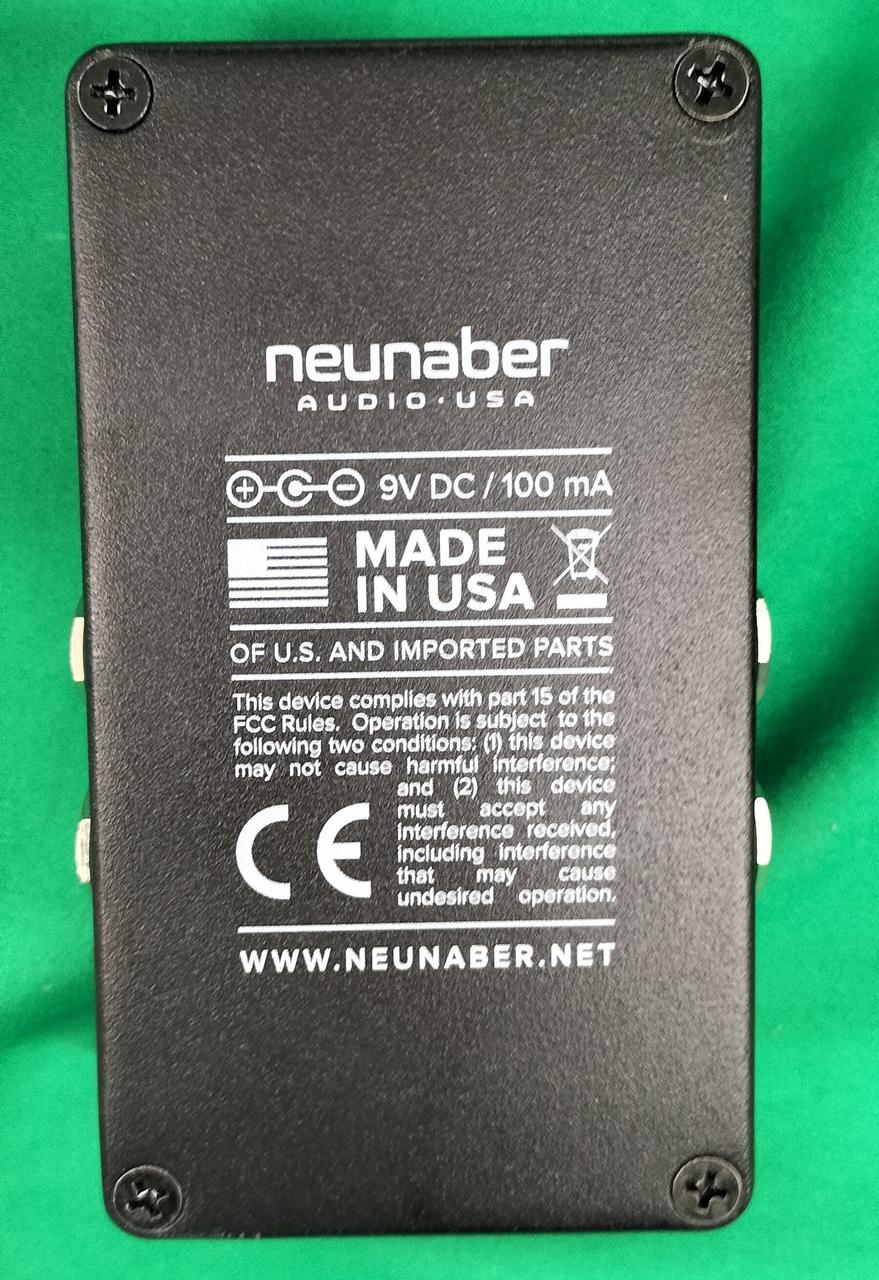 neunaber
AUDIO·USA
9V DC / 100 mA
MADE
IN USA
OF U.S. AND IMPORTED PARTS
This device complies with part 15 of the
FCC Rules. Operation is subject to the
following two conditions: (1) this device
may not cause harmful interference;
and (2) this device
must accept any
interference received,
including interference
that may cause
undesired operation.
CE
WWW.NEUNABER.NET